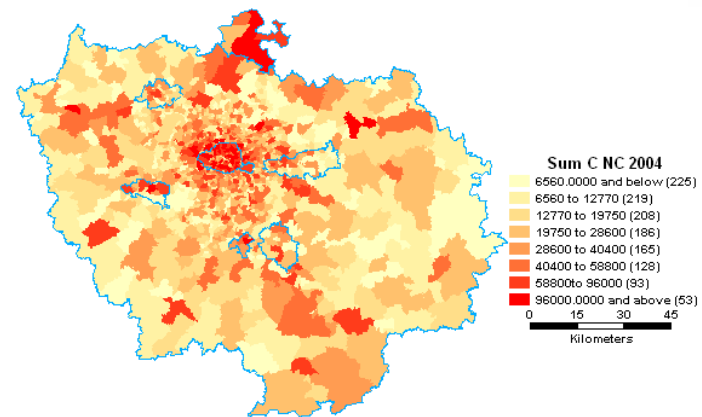 Sum C NC 2004
6560.0000 and below (225)
6560 to 12770 (219)
12770 to 19750 (208)
19750 to 28600 (186)
28600 to 40400 (165)
40400 to 58800 (128)
58800to 96000 (93)
96000.0000 and above (53)
0 15 30 45
Kilometers